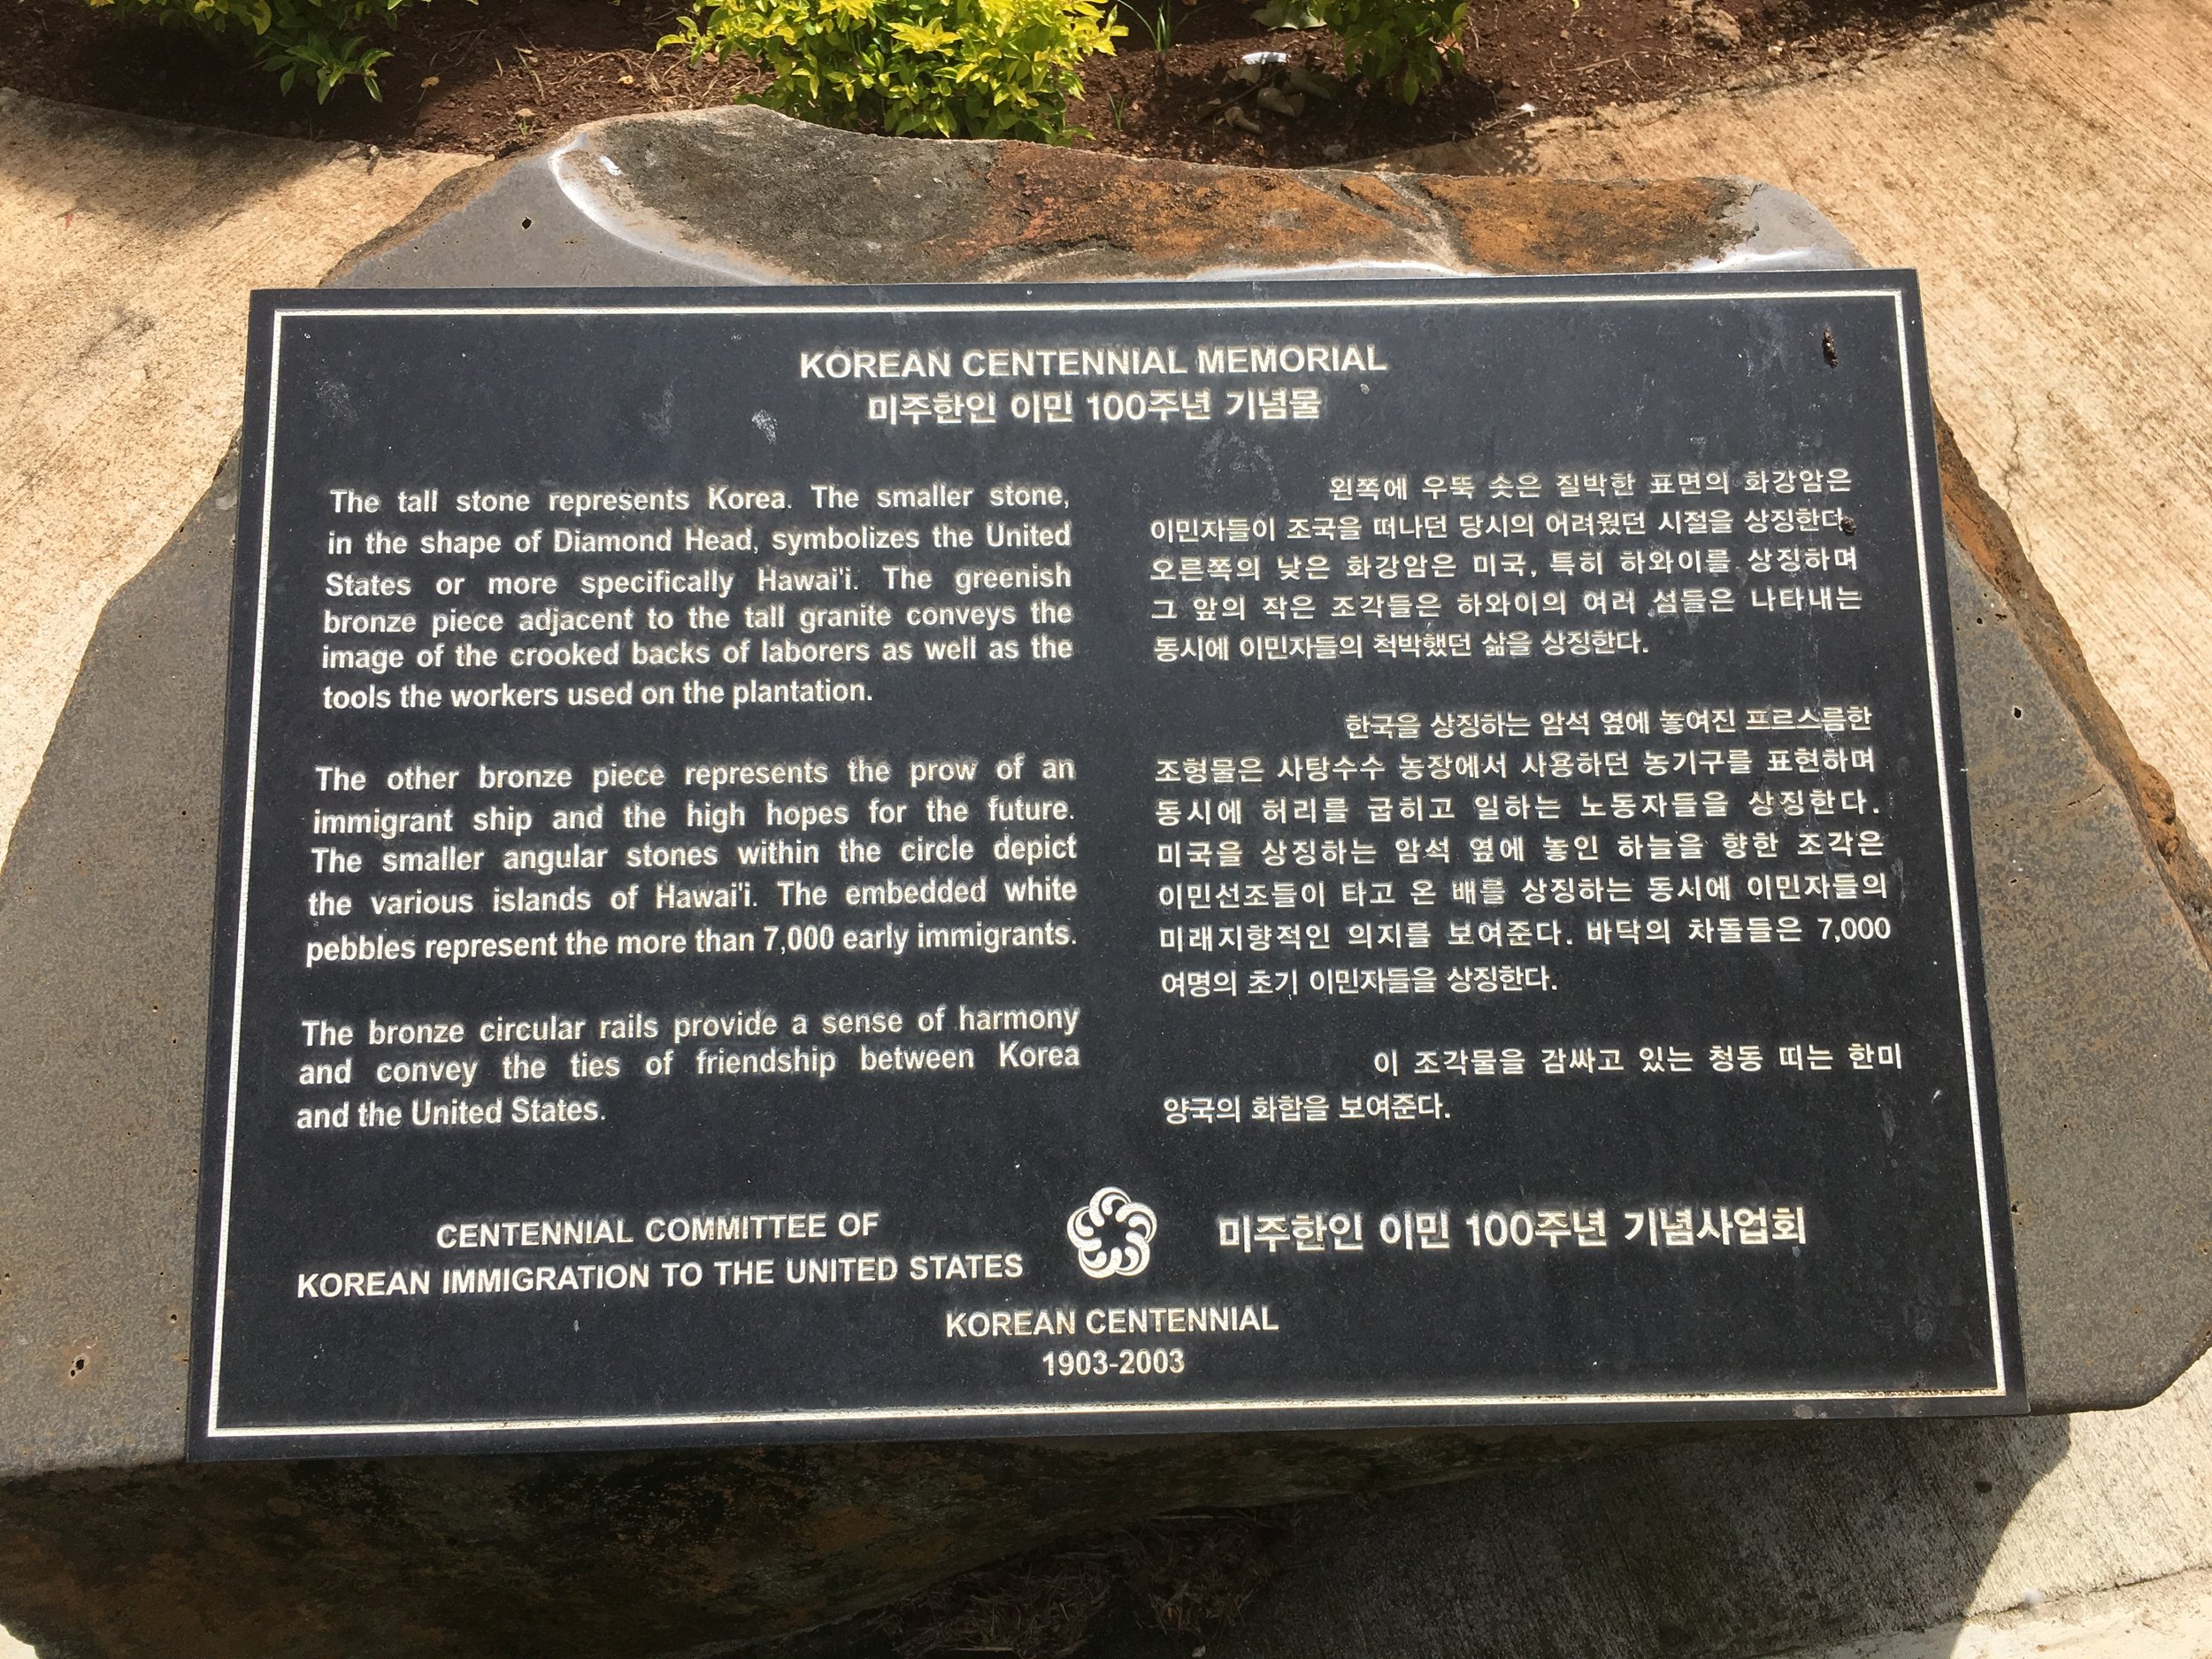 KOREAN CENTENNIAL MEMORIAL
미주한인 이민 100주년 기념물
The tall stone represents Korea. The smaller stone,
in the shape of Diamond Head, symbolizes the United
States or more specifically Hawai'i. The greenish
bronze piece adjacent to the tall granite conveys the
image of the crooked backs of laborers as well as the
tools the workers used on the plantation.
The other bronze piece represents the prow of an
immigrant ship and the high hopes for the future.
The smaller angular stones within the circle depict
the various islands of Hawai'i. The embedded white
pebbles represent the more than 7,000 early immigrants.
The bronze circular rails provide a sense of harmony
and convey the ties of friendship between Korea
and the United States.
왼쪽에 우뚝 솟은 질박한 표면의 화강암은
이민자들이 조국을 떠나던 당시의 어려웠던 시절을 상징한다.
오른쪽의 낮은 화강암은 미국, 특히 하와이를 상징하며
그 앞의 작은 조각들은 하와이의 여러 섬들은 나타내는
동시에 이민자들의 척박했던 삶을 상징한다.
한국을 상징하는 암석 옆에 놓여진 프르스름한
조형물은 사탕수수 농장에서 사용하던 농기구를 표현하며
동시에 허리를 굽히고 일하는 노동자들을 상징한다.
미국을 상징하는 암석 옆에 놓인 하늘을 향한 조각은
이민선조들이 타고 온 배를 상징하는 동시에 이민자들의
미래지향적인 의지를 보여준다. 바닥의 차돌들은 7,000
여명의 초기 이민자들을 상징한다.
이 조각물을 감싸고 있는 청동 띠는 한미
양국의 화합을 보여준다.
CENTENNIAL COMMITTEE OF
KOREAN IMMIGRATION TO THE UNITED STATES
미주한인 이민 100주년 기념사업회
KOREAN CENTENNIAL
1903-2003